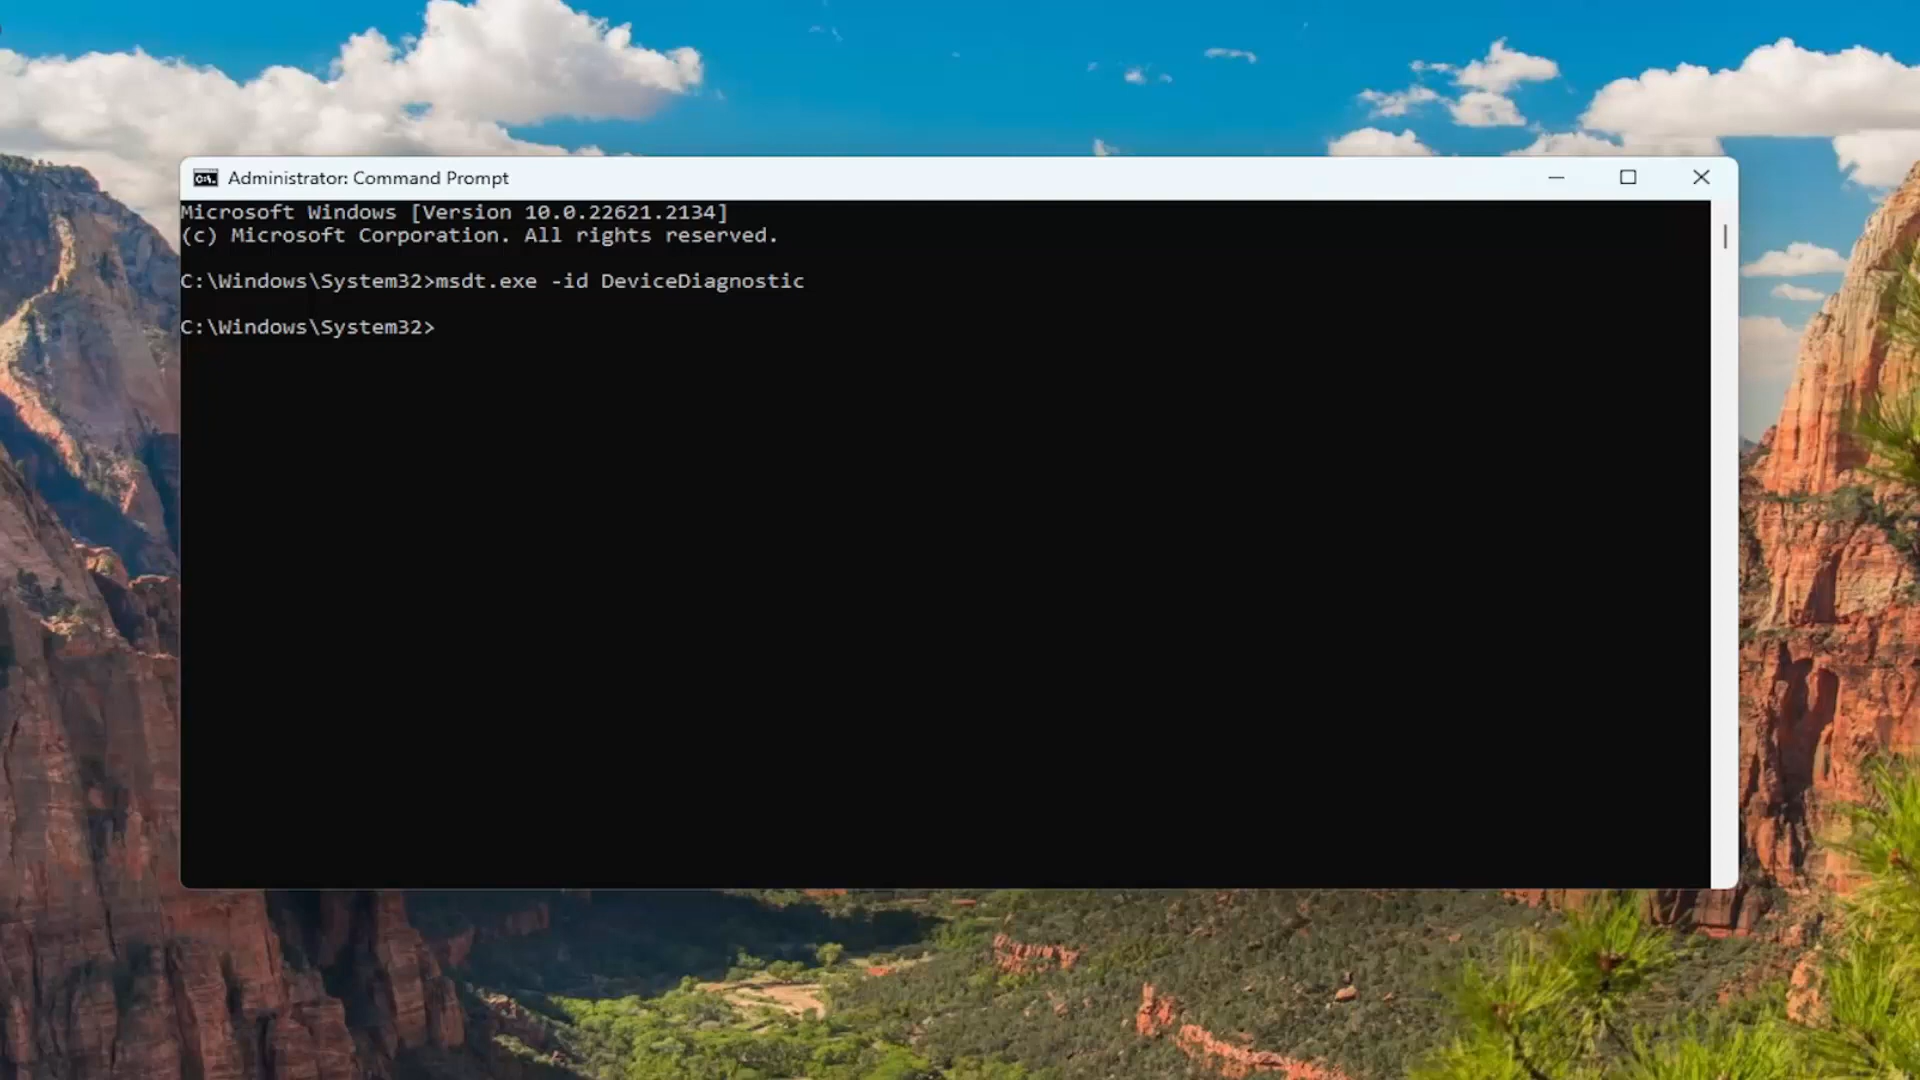 Administrator: Command Prompt
Microsoft Windows [Version 10.0.22621.2134]
(c) Microsoft Corporation. All rights reserved.
C:\Windows\System32>msdt.exe -id DeviceDiagnostic
C:\Windows\System32>